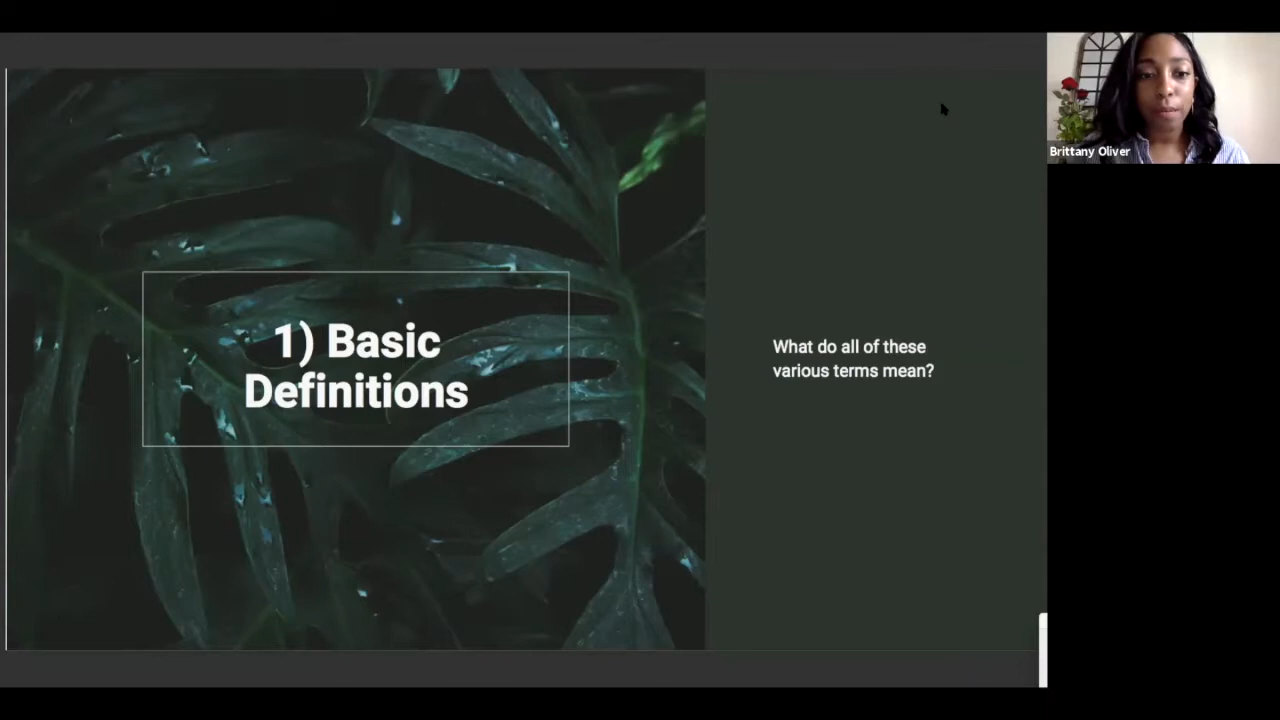 1) Basic
Definitions
What do all of these
various terms mean?
Brittany Oliver